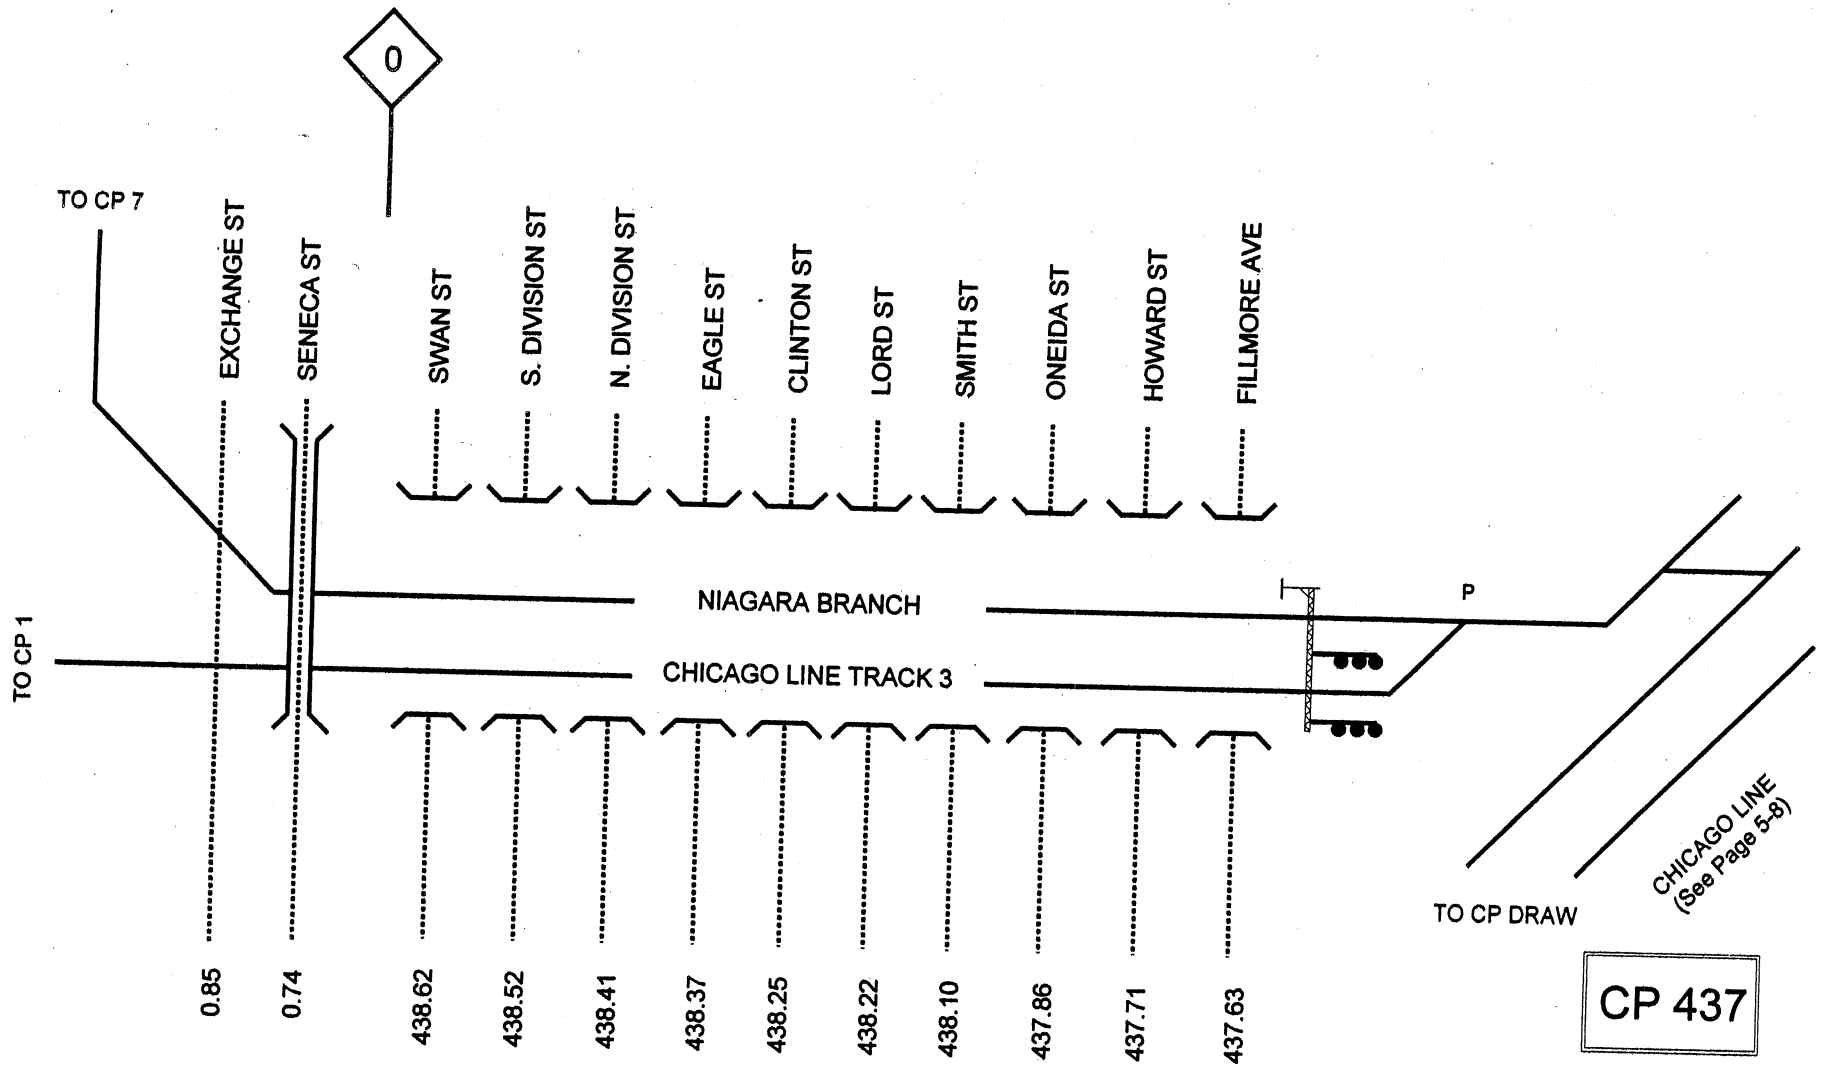 0
TO CP 7
EXCHANGE ST
SENECA ST
SWAN ST
S. DIVISION ST
N. DIVISION ST
EAGLE ST
CLINTON ST
LORD ST
SMITH ST
ONEIDA ST
HOWARD ST
FILLMORE AVE
NIAGARA BRANCH
P
TO CP 1
CHICAGO LINE TRACK 3
CHICAGO LINE
(See Page 5-8)
TO CP DRAW
0.85
0.74
438.62
438.52
438.41
438.37
438.25
438.22
438.10
437.86
437.71
437.63
CP 437